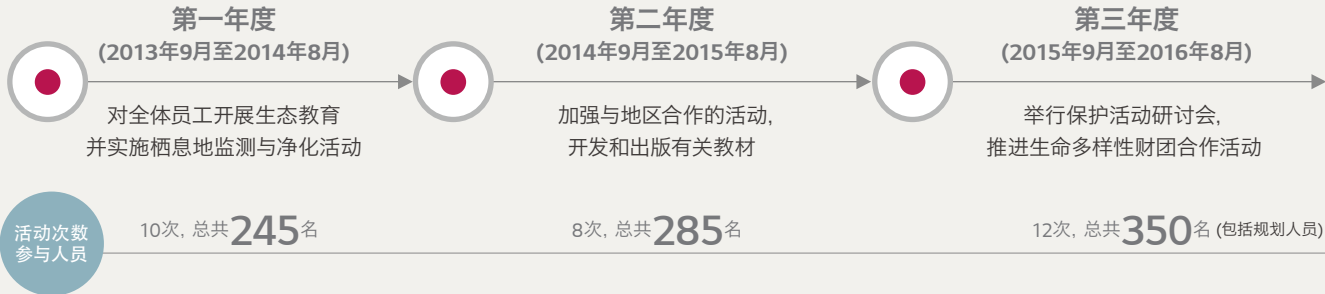 第一年度
(2013年9月至2014年8月)
对全体员工开展生态教育
并实施栖息地监测与净化活动
第二年度
(2014年9月至2015年8月)
加强与地区合作的活动,
开发和出版有关教材
第三年度
(2015年9月至2016年8月)
举行保护活动研讨会,
推进生命多样性财团合作活动
活动次数
参与人员
10次, 总共245名
8次, 总共285名
12次, 总共350名 (包括规划人员)